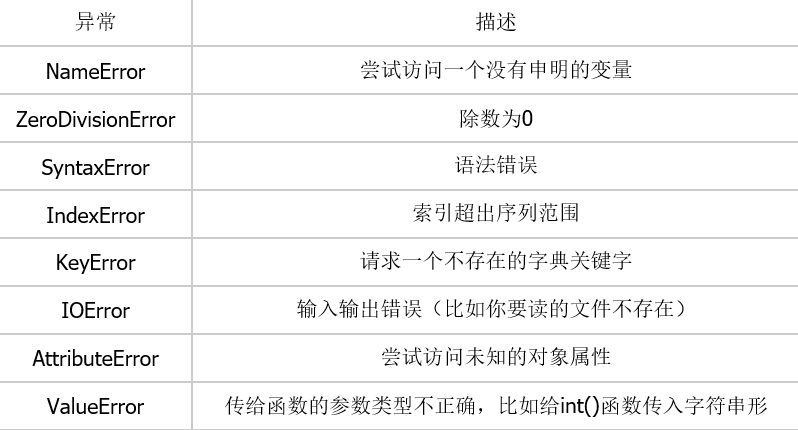 异常 描述
NameError 尝试访问一个没有申明的变量
ZeroDivisionError 除数为0
SyntaxError 语法错误
IndexError 索引超出序列范围
KeyError 请求一个不存在的字典关键字
IOError 输入输出错误（比如你要读的文件不存在）
AttributeError 尝试访问未知的对象属性
ValueError 传给函数的参数类型不正确，比如给int()函数传入字符串形